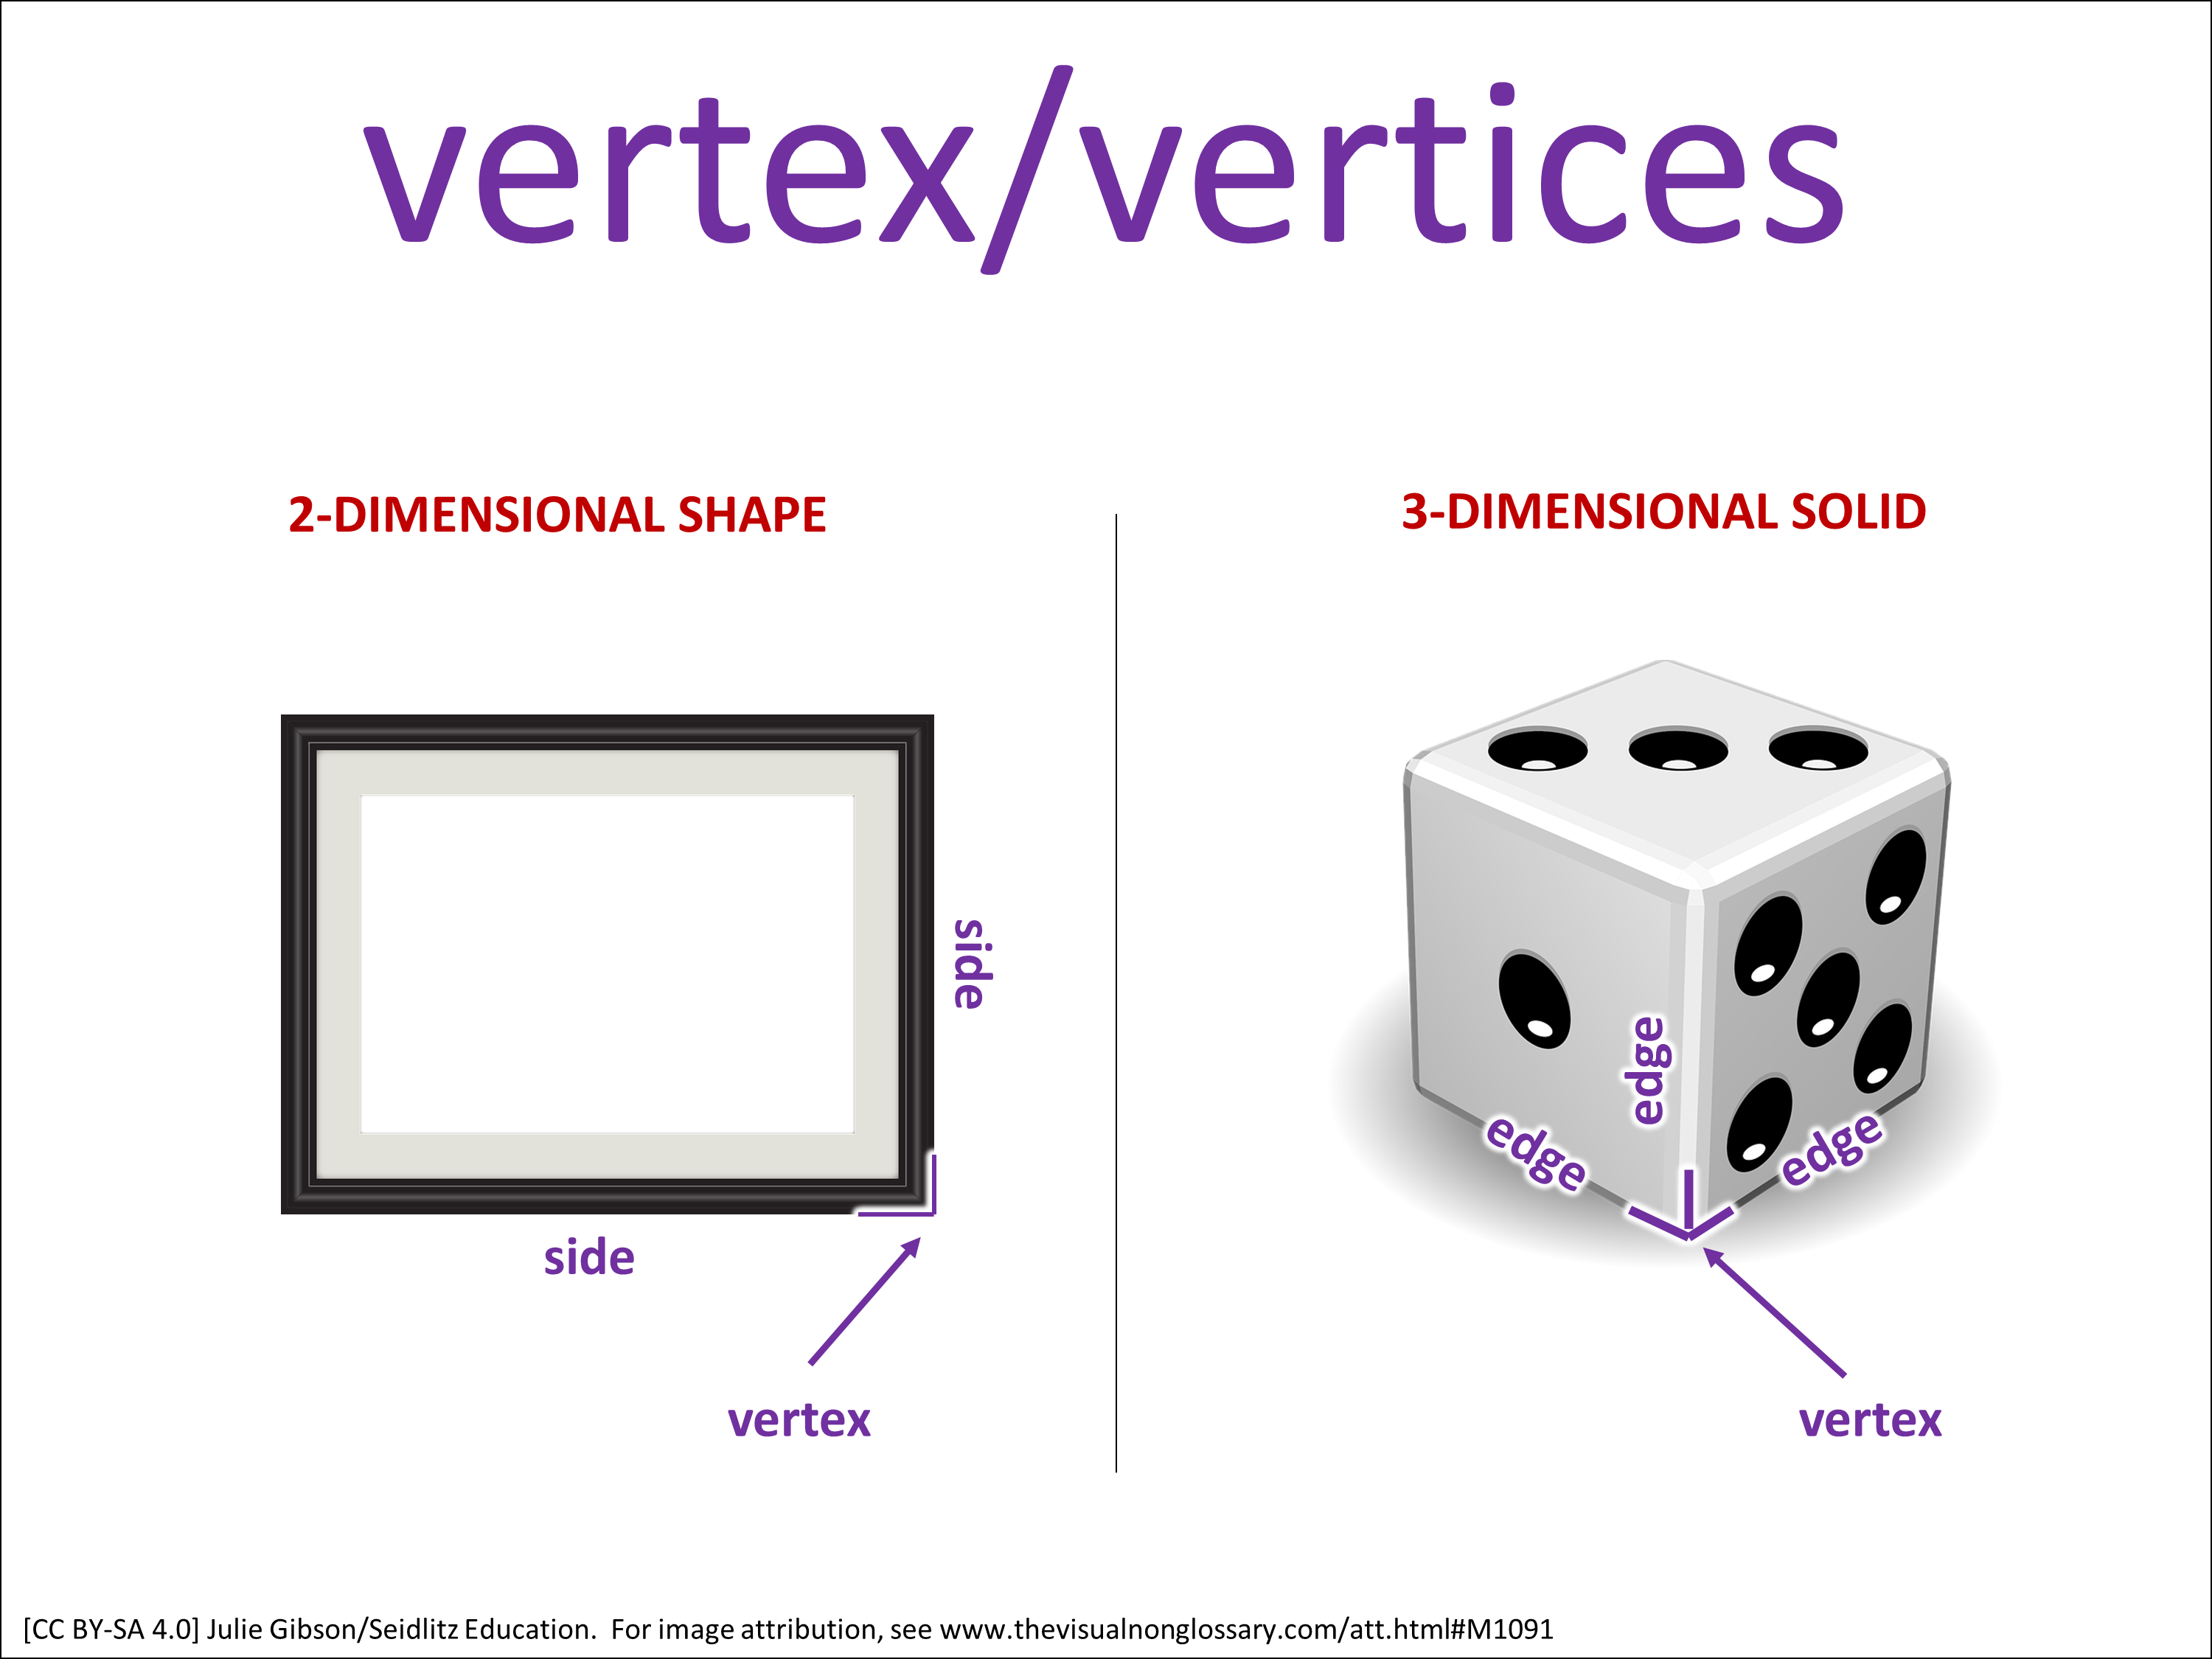 vertex/vertices
2-DIMENSIONAL SHAPE
side
side
vertex
3-DIMENSIONAL SOLID
edge
edge
edge
vertex
[CC BY-SA 4.0] Julie Gibson/Seidlitz Education.  For image attribution, see www.thevisualnonglossary.com/att.html#M1091